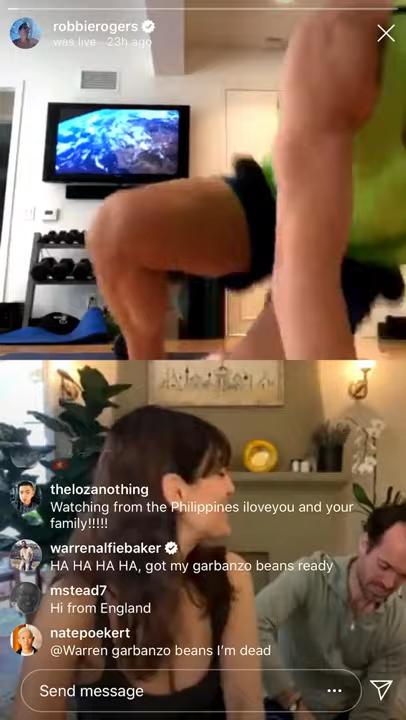 robbierogers
was live · 23h ago
thelozanothing
Watching from the Philippines iloveyou and your
family!!!!!
warrenalfiebaker
HA HA HA HA, got my garbanzo beans ready
mstead7
Hi from England
natepoekert
@Warren garbanzo beans I'm dead
Send message